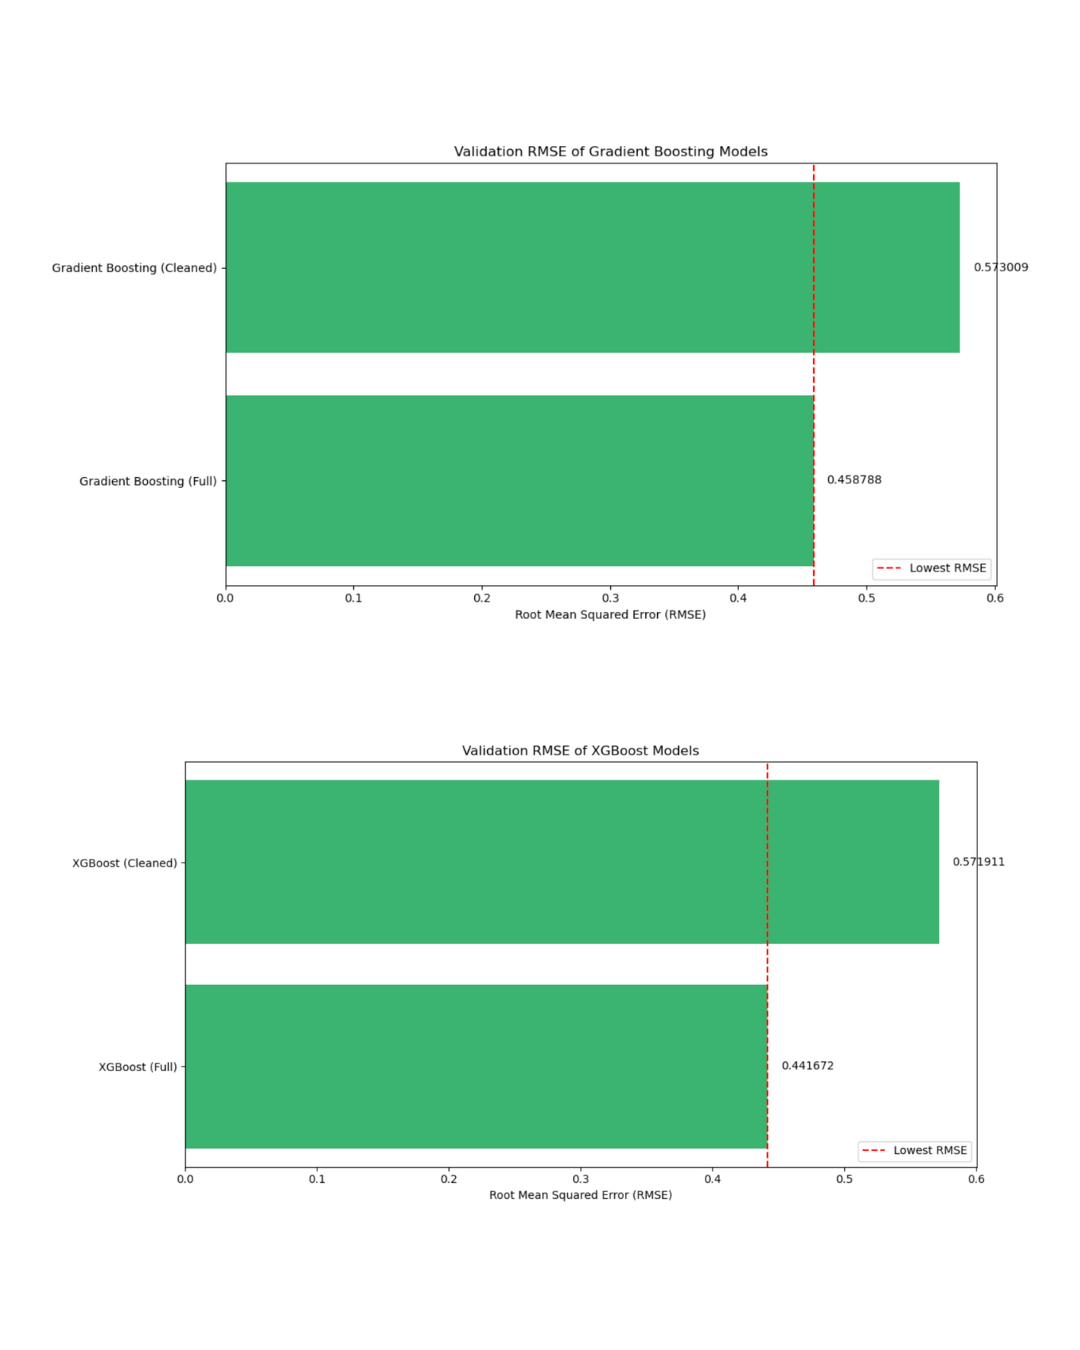 Validation RMSE of Gradient Boosting Models
Gradient Boosting (Cleaned)
0.573009
Gradient Boosting (Full)
0.458788
Lowest RMSE
0.0 0.1 0.2 0.3 0.4 0.5 0.6
Root Mean Squared Error (RMSE)
Validation RMSE of XGBoost Models
XGBoost (Cleaned)
0.571911
XGBoost (Full)
0.441672
Lowest RMSE
0.0 0.1 0.2 0.3 0.4 0.5 0.6
Root Mean Squared Error (RMSE)